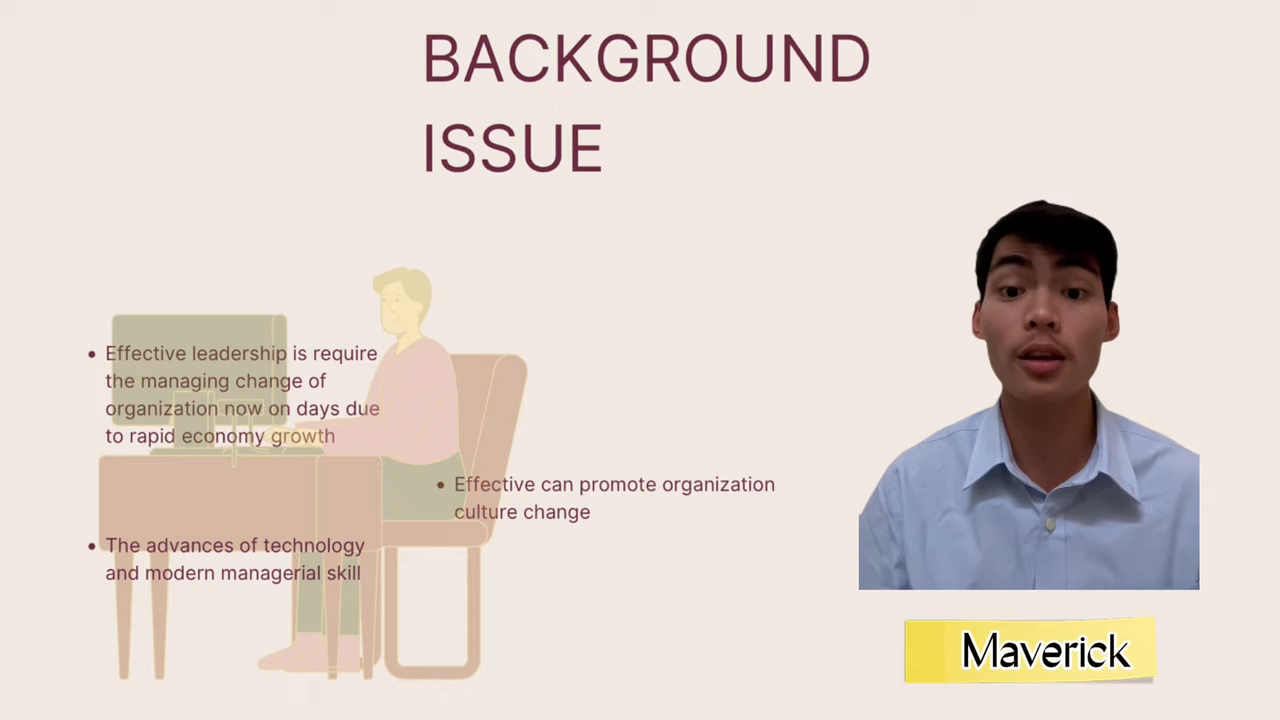 BACKGROUND
ISSUE
• Effective leadership is require
the managing change of
organization now on days due
to rapid economy growth
• The advances of technology
and modern managerial skill
• Effective can promote organization
culture change
Maverick